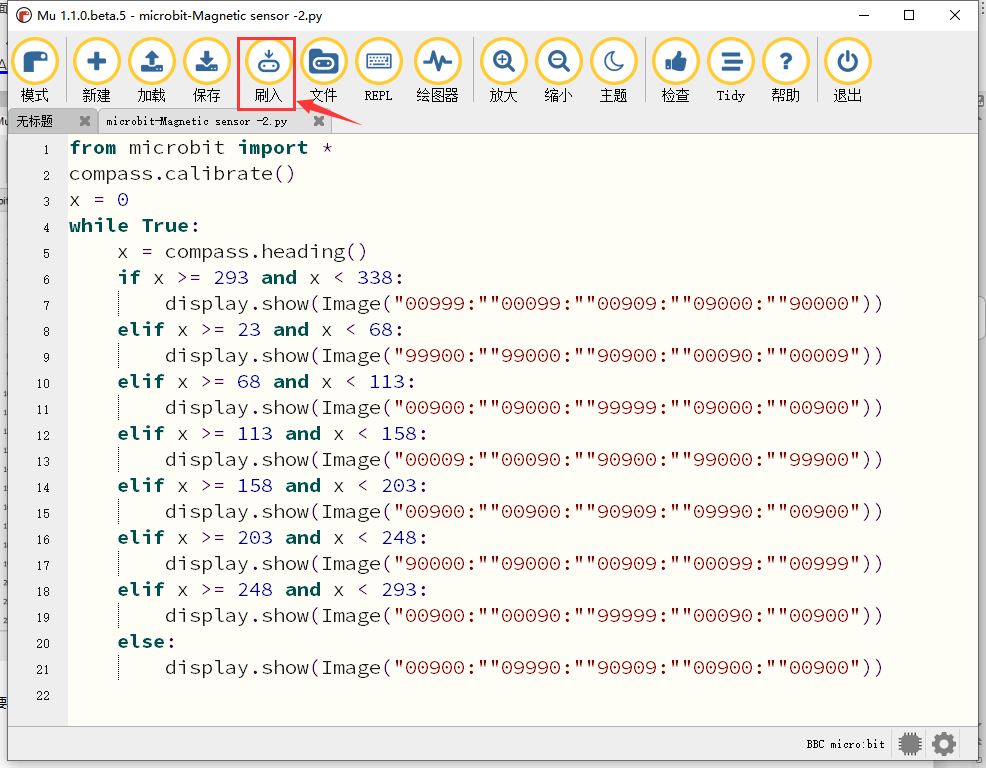 Mu 1.1.0.beta.5 - microbit-Magnetic sensor -2.py
模式 新建 加载 保存 刷入 文件 REPL 绘图器 放大 缩小 主题 检查 Tidy 帮助 退出
无标题 microbit-Magnetic sensor -2.py
1 from microbit import *
2 compass.calibrate()
3 x = 0
4 while True:
5 x = compass.heading()
6 if x >= 293 and x < 338:
7 display.show(Image("00999:""00099:""00909:""09000:""90000"))
8 elif x >= 23 and x < 68:
9 display.show(Image("99900:""99000:""90900:""00090:""00009"))
10 elif x >= 68 and x < 113:
11 display.show(Image("00900:""09000:""99999:""09000:""00900"))
12 elif x >= 113 and x < 158:
13 display.show(Image("00009:""00090:""90900:""99000:""99900"))
14 elif x >= 158 and x < 203:
15 display.show(Image("00900:""00900:""90909:""09990:""00900"))
16 elif x >= 203 and x < 248:
17 display.show(Image("90000:""09000:""00909:""00099:""00999"))
18 elif x >= 248 and x < 293:
19 display.show(Image("00900:""00090:""99999:""00090:""00900"))
20 else:
21 display.show(Image("00900:""09990:""90909:""00900:""00900"))
22
BBC micro:bit